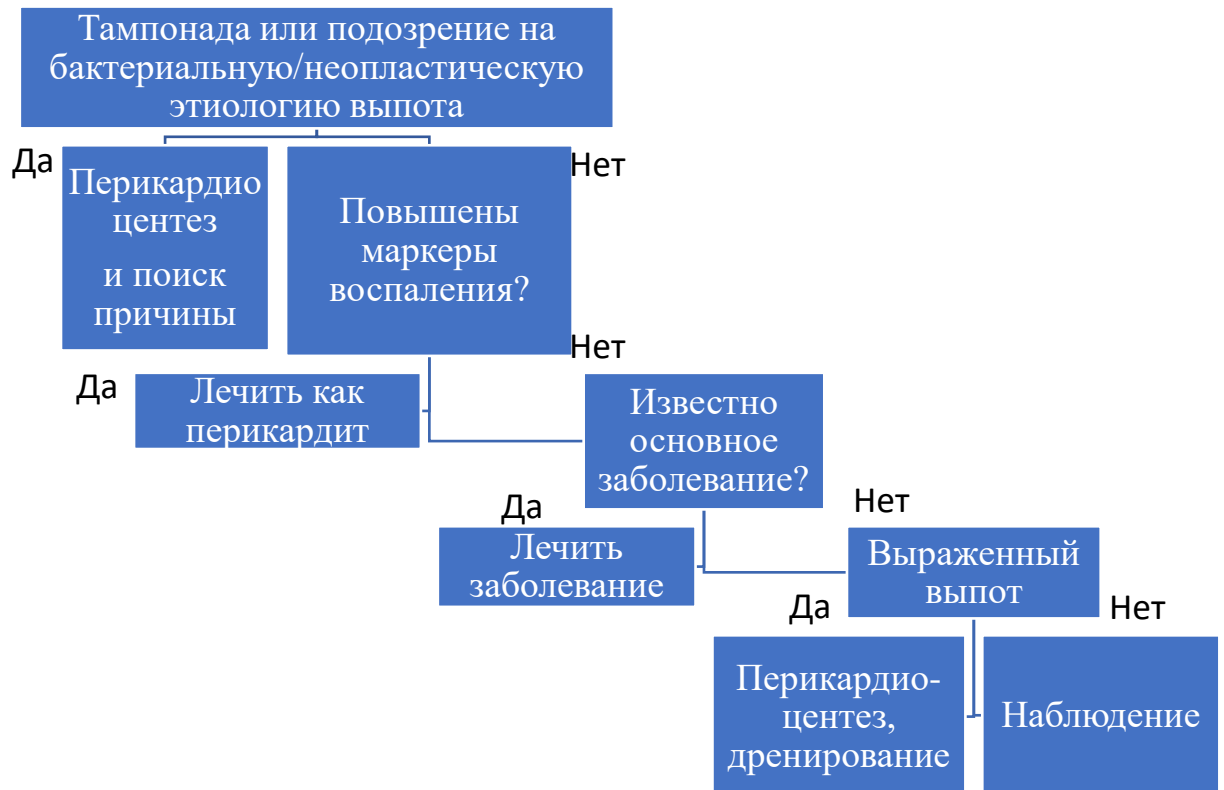 Тампонада или подозрение на
бактериальную/неопластическую
этиологию выпота
Да
Перикардио
центез
и поиск
причины
Нет
Повышены
маркеры
воспаления?
Да
Лечить как
перикардит
Нет
Известно
основное
заболевание?
Да
Лечить
заболевание
Нет
Выраженный
выпот
Да
Перикардио-
центез,
дренирование
Нет
Наблюдение